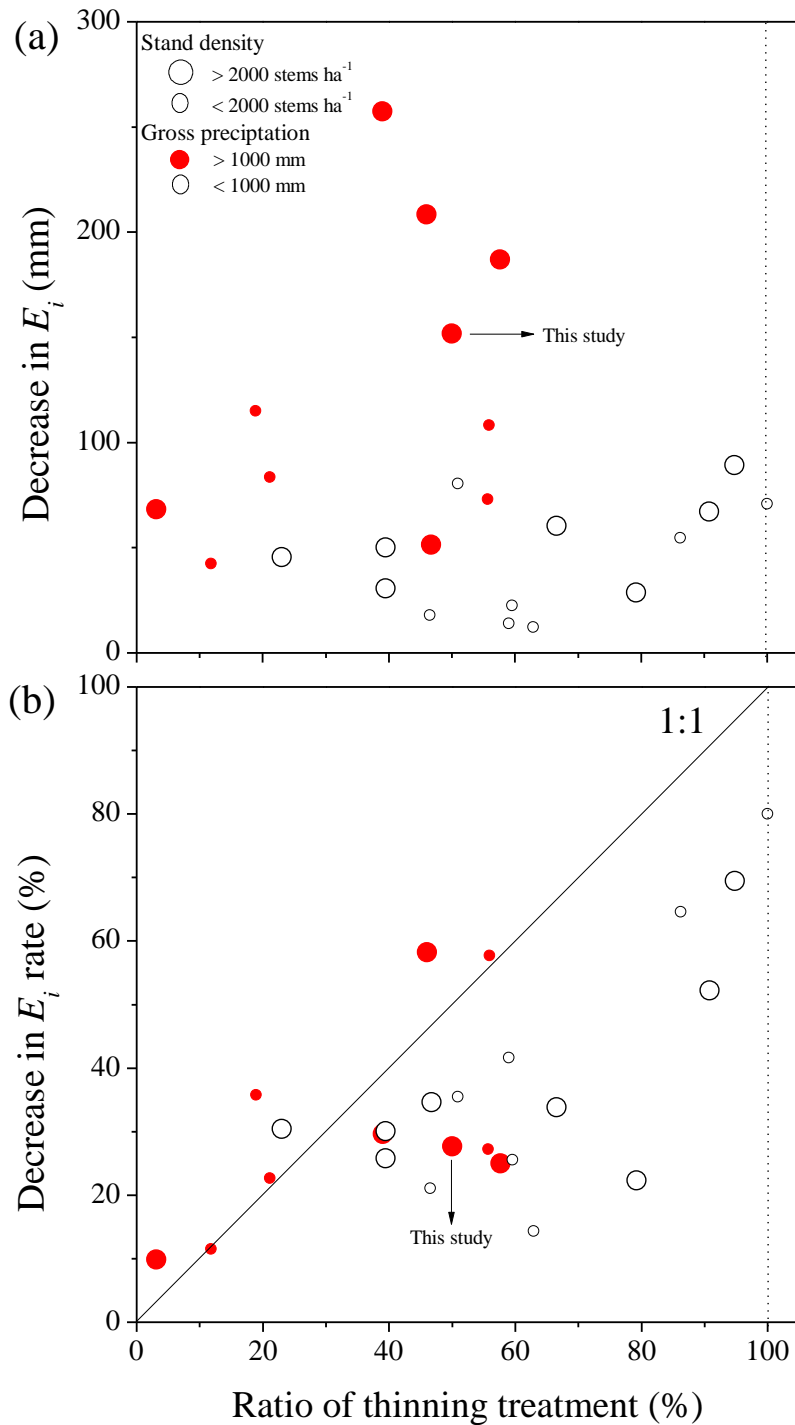 (a)
300
200
100
0
Decrease in E_i (mm)
Stand density
> 2000 stems ha^-1
< 2000 stems ha^-1
Gross preciptation
> 1000 mm
< 1000 mm
This study
(b)
100
80
60
40
20
0
Decrease in E_i rate (%)
1:1
This study
0 20 40 60 80 100
Ratio of thinning treatment (%)